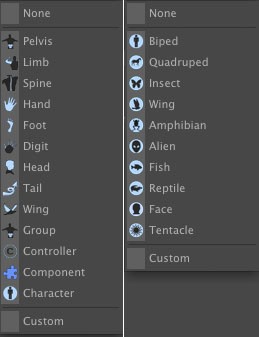 None
Pelvis
Limb
Spine
Hand
Foot
Digit
Head
Tail
Wing
Group
Controller
Component
Character
Custom
None
Biped
Quadruped
Insect
Wing
Amphibian
Alien
Fish
Reptile
Face
Tentacle
Custom